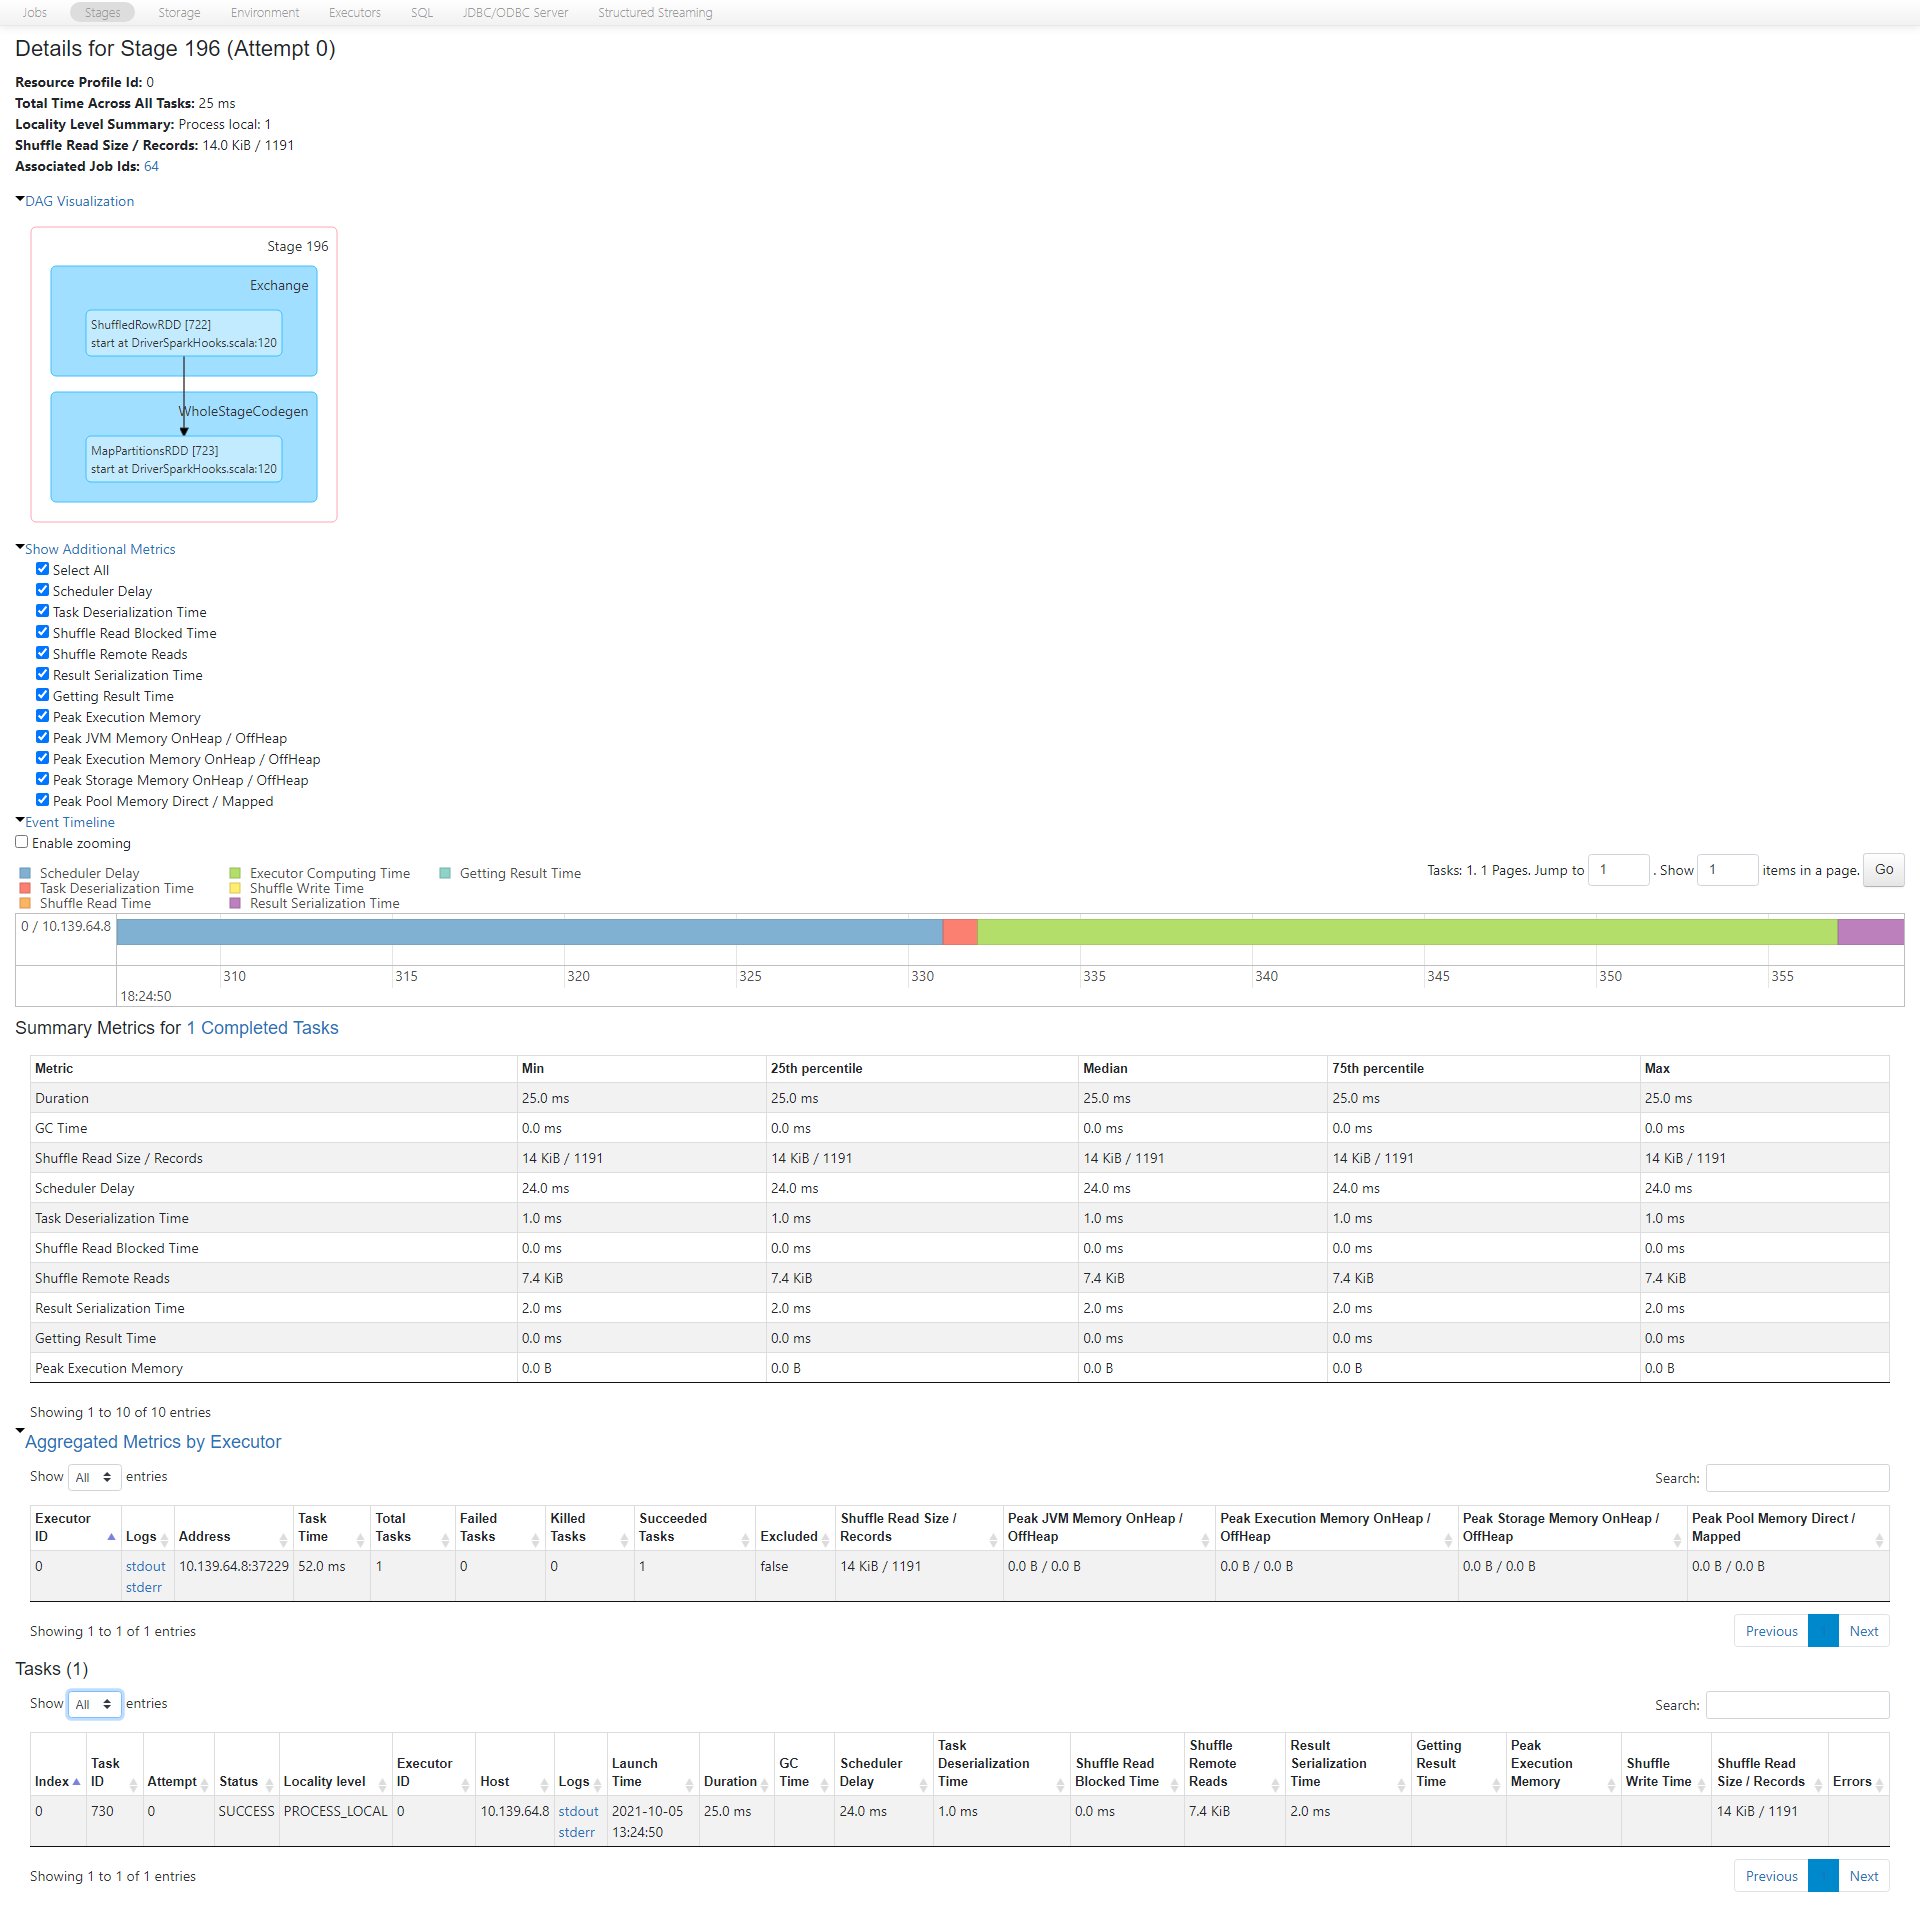 Jobs Stages Storage Environment Executors SQL JDBC/ODBC Server Structured Streaming
Details for Stage 196 (Attempt 0)
Resource Profile Id: 0
Total Time Across All Tasks: 25 ms
Locality Level Summary: Process local: 1
Shuffle Read Size / Records: 14.0 KiB / 1191
Associated Job Ids: 64
DAG Visualization
Stage 196
Exchange
ShuffledRowRDD [722]
start at DriverSparkHooks.scala:120
WholeStageCodegen
MapPartitionsRDD [723]
start at DriverSparkHooks.scala:120
Show Additional Metrics
Select All
Scheduler Delay
Task Deserialization Time
Shuffle Read Blocked Time
Shuffle Remote Reads
Result Serialization Time
Getting Result Time
Peak Execution Memory
Peak JVM Memory OnHeap / OffHeap
Peak Execution Memory OnHeap / OffHeap
Peak Storage Memory OnHeap / OffHeap
Peak Pool Memory Direct / Mapped
Event Timeline
Enable zooming
Tasks: 1. 1 Pages. Jump to 1 . Show 1 items in a page. Go
Scheduler Delay Executor Computing Time Getting Result Time
Task Deserialization Time Shuffle Write Time
Shuffle Read Time Result Serialization Time
0 / 10.139.64.8
310 315 320 325 330 335 340 345 350 355
18:24:50
Summary Metrics for 1 Completed Tasks
Metric Min 25th percentile Median 75th percentile Max
Duration 25.0 ms 25.0 ms 25.0 ms 25.0 ms 25.0 ms
GC Time 0.0 ms 0.0 ms 0.0 ms 0.0 ms 0.0 ms
Shuffle Read Size / Records 14 KiB / 1191 14 KiB / 1191 14 KiB / 1191 14 KiB / 1191 14 KiB / 1191
Scheduler Delay 24.0 ms 24.0 ms 24.0 ms 24.0 ms 24.0 ms
Task Deserialization Time 1.0 ms 1.0 ms 1.0 ms 1.0 ms 1.0 ms
Shuffle Read Blocked Time 0.0 ms 0.0 ms 0.0 ms 0.0 ms 0.0 ms
Shuffle Remote Reads 7.4 KiB 7.4 KiB 7.4 KiB 7.4 KiB 7.4 KiB
Result Serialization Time 2.0 ms 2.0 ms 2.0 ms 2.0 ms 2.0 ms
Getting Result Time 0.0 ms 0.0 ms 0.0 ms 0.0 ms 0.0 ms
Peak Execution Memory 0.0 B 0.0 B 0.0 B 0.0 B 0.0 B
Showing 1 to 10 of 10 entries
Aggregated Metrics by Executor
Show All entries Search:
Executor ID Logs Address Task Time Total Tasks Failed Tasks Killed Tasks Succeeded Tasks Excluded Shuffle Read Size / Records Peak JVM Memory OnHeap / OffHeap Peak Execution Memory OnHeap / OffHeap Peak Storage Memory OnHeap / OffHeap Peak Pool Memory Direct / Mapped
0 stdout 10.139.64.8:37229 52.0 ms 1 0 0 1 false 14 KiB / 1191 0.0 B / 0.0 B 0.0 B / 0.0 B 0.0 B / 0.0 B 0.0 B / 0.0 B
stderr
Showing 1 to 1 of 1 entries Previous Next
Tasks (1)
Show All entries Search:
Index Task ID Attempt Status Locality level Executor ID Host Logs Launch Time Duration GC Time Scheduler Delay Task Deserialization Time Shuffle Read Blocked Time Shuffle Remote Reads Result Serialization Time Getting Result Time Peak Execution Memory Shuffle Write Time Shuffle Read Size / Records Errors
0 730 0 SUCCESS PROCESS_LOCAL 0 10.139.64.8 stdout 2021-10-05 25.0 ms 24.0 ms 1.0 ms 0.0 ms 7.4 KiB 2.0 ms 14 KiB / 1191
stderr 13:24:50
Showing 1 to 1 of 1 entries Previous Next